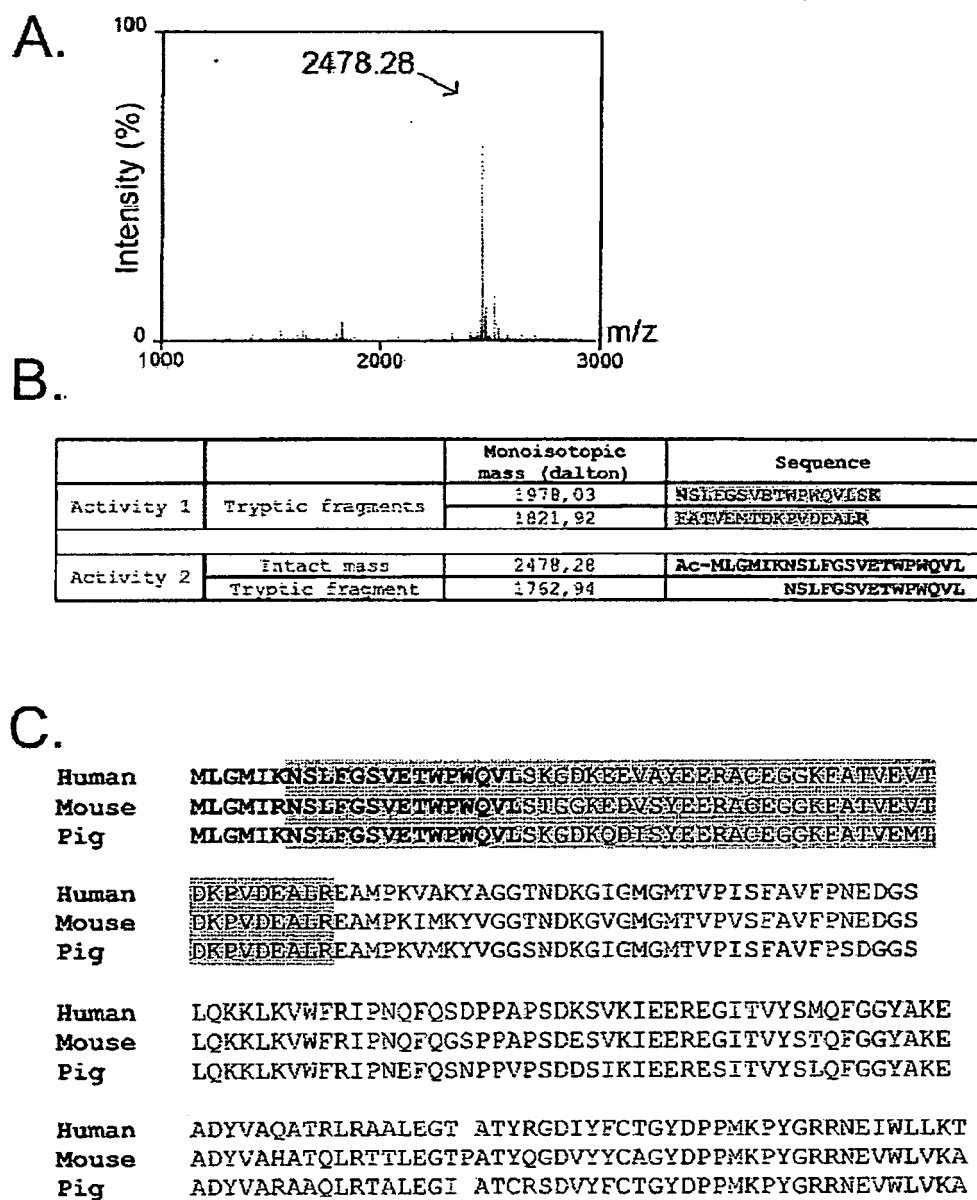 A.
100
2478.28
Intensity (%)
0
m/z
1000 2000 3000
B.
Monoisotopic mass (dalton) Sequence
Activity 1 Tryptic fragments 1978,03 NSLFGSVETWPWQVLSK
1821,92 EATVEMTDKPVDEALR
Activity 2 Intact mass 2478,28 Ac-MLGMIKNSLFGSVETWPWQVL
Tryptic fragment 1762,94 NSLFGSVETWPWQVL
C.
Human MLGMIKNSLFGSVETWPWQVLSKGDKEEVAYEERACEGGKFATVEVT
Mouse MLGMIRNSLFGSVETWPWQVLSTGGKEDVSYEERACEGGKFATVEVT
Pig MLGMIKNSLFGSVETWPWQVLSKGDKQDISYEERACEGGKFATVEMT
Human DKPVDEALREAMPKVAKYAGGTNDKGIGMGMTVPISFAVFPNEDGS
Mouse DKPVDEALREAMPKIMKYVGGTNDKGVGMGMTVPVSFAVFPNEDGS
Pig DKPVDEALREAMPKVMKYVGGSNDKGIGMGMTVPISFAVFPSDGGS
Human LQKKLKVWFRIPNQFQSDPPAPSDKSVKIEEREGITVYSMQFGGYAKE
Mouse LQKKLKVWFRIPNQFQGSPPAPSDESVKIEEREGITVYSTQFGGYAKE
Pig LQKKLKVWFRIPNEFQSNPPVPSDDSIKIEERESITVYSLQFGGYAKE
Human ADYVAQATRLRAALEGT ATYRGDIYFCTGYDPPMKPYGRRNEIWLLKT
Mouse ADYVAHATQLRTTLEGTPATYQGDVYYCAGYDPPMKPYGRRNEVWLVKA
Pig ADYVARAAQLRTALEGI ATCRSDVYFCTGYDPPMKPYGRRNEVWLVKA